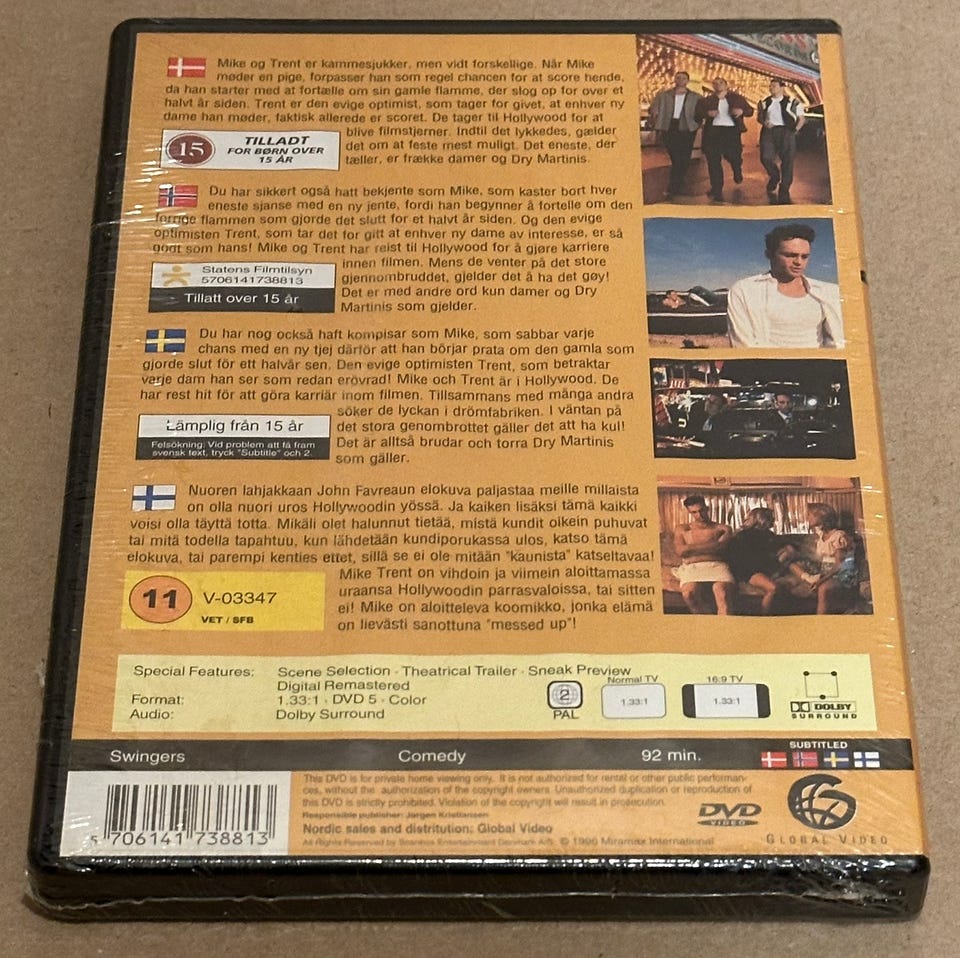 Mike og Trent er kammesjukker, men vidt forskellige. Når Mike
møder en pige, forpasser han som regel chancen for at score hende,
da han starter med at fortælle om sin gamle flamme, der slog op for over et
halvt år siden. Trent er den evige optimist, som tager for givet, at enhver ny
dame han møder, faktisk allerede er scoret. De tager til Hollywood for at
blive filmstjerner. Indtil det lykkedes, gælder
det om at feste mest muligt. Det eneste, der
tæller, er frække damer og Dry Martinis.
15
TILLADT
FOR BØRN OVER
15 ÅR
Du har sikkert også hatt bekjente som Mike, som kaster bort hver
eneste sjanse med en ny jente, fordi han begynner å fortelle om den
forrige flammen som gjorde det slutt for et halvt år siden. Og den evige
optimisten Trent, som tar det for gitt at enhver ny dame av interesse, er så
godt som hans! Mike og Trent har reist til Hollywood for å gjøre karriere
innen filmen. Mens de venter på det store
gjennombruddet, gjelder det å ha det gøy!
Det er med andre ord kun damer og Dry
Martinis som gjelder.
Statens Filmtilsyn
5706141738813
Tillatt over 15 år
Du har nog också haft kompisar som Mike, som sabbar varje
chans med en ny tjej därför att han börjar prata om den gamla som
gjorde slut för ett halvår sen. Den evige optimisten Trent, som betraktar
varje dam han ser som redan erövrad! Mike och Trent är i Hollywood. De
har rest hit för att göra karriär inom filmen. Tillsammans med många andra
söker de lyckan i drömfabriken. I väntan på
det stora genombrottet gäller det att ha kul!
Det är alltså brudar och torra Dry Martinis
som gäller.
Lämplig från 15 år
Felsökning: Vid problem att få fram
svensk text, tryck "Subtitle" och 2.
Nuoren lahjakkaan John Favreaun elokuva paljastaa meille millaista
on olla nuori uros Hollywoodin yössä. Ja kaiken lisäksi tämä kaikki
voisi olla täyttä totta. Mikäli olet halunnut tietää, mistä kundit oikein puhuvat
tai mitä todella tapahtuu, kun lähdetään kundiporukassa ulos, katso tämä
elokuva, tai parempi kenties ettet, sillä se ei ole mitään "kaunista" katseltavaa!
Mike Trent on vihdoin ja viimein aloittamassa
uraansa Hollywoodin parrasvaloissa, tai sitten
ei! Mike on aloitteleva koomikko, jonka elämä
on lievästi sanottuna "messed up"!
11
V-03347
VET / SFB
Special Features: Scene Selection · Theatrical Trailer · Sneak Preview
Digital Remastered
Format: 1.33:1 · DVD 5 · Color
Audio: Dolby Surround
2
PAL
Normal TV
1.33:1
16:9 TV
1.33:1
DOLBY
SURROUND
Swingers Comedy 92 min.
SUBTITLED
5 706141 738813
This DVD is for private home viewing only. It is not authorized for rental or other public performan-
ces, without the authorization of the copyright owners. Unauthorized duplication or reproduction of
this DVD is strictly prohibited. Violation of the copyright will result in prosecution.
Responsible publisher: Jørgen Kristiansen
Nordic sales and distritution: Global Video
All Rights Reserved by Scanbox Entertainment Danmark A/S. © 1996 Miramax International
DVD
VIDEO
GLOBAL VIDEO